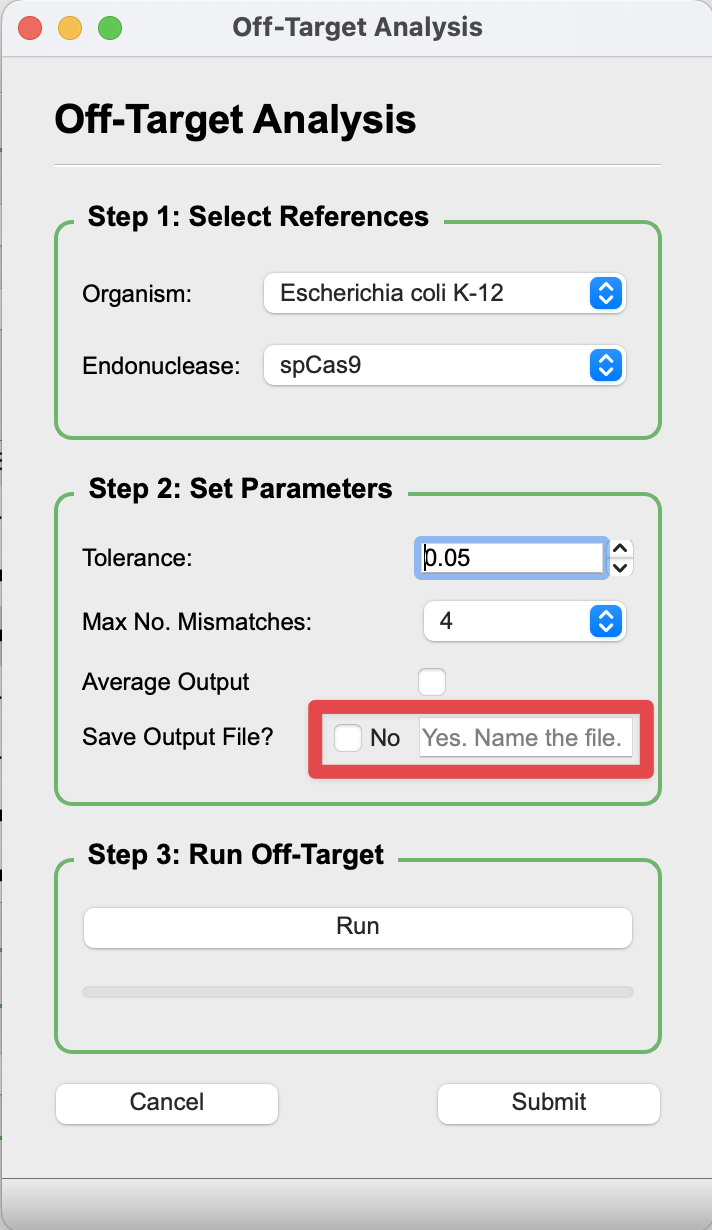 Off-Target Analysis
Off-Target Analysis
Step 1: Select References
Organism: Escherichia coli K-12
Endonuclease: spCas9
Step 2: Set Parameters
Tolerance: 0.05
Max No. Mismatches: 4
Average Output
Save Output File? No Yes. Name the file.
Step 3: Run Off-Target
Run
Cancel Submit